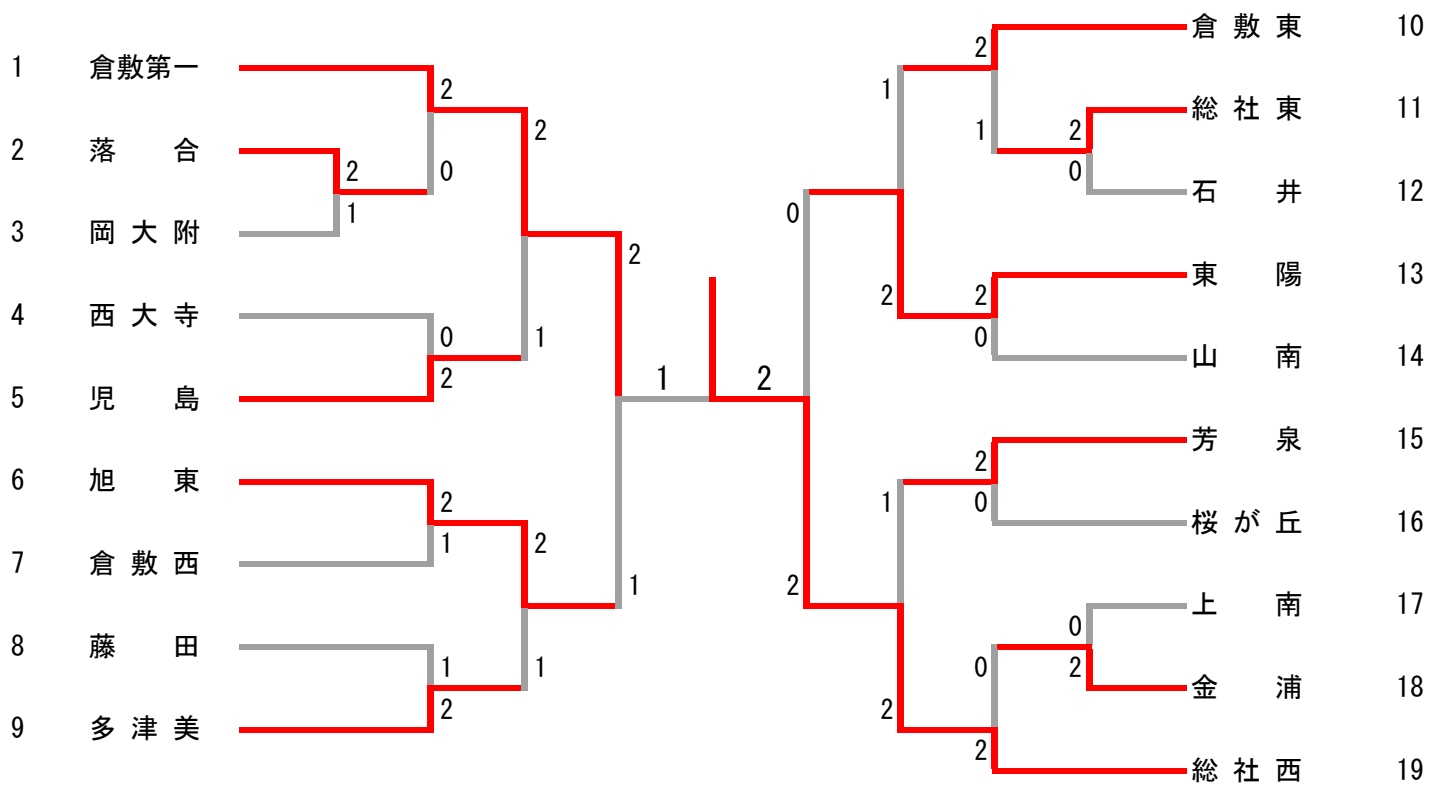 1 倉敷第一
2 落合
3 岡大附
4 西大寺
5 児島
6 旭東
7 倉敷西
8 藤田
9 多津美
2
0
2
1
2
1
0
2
2
1
2
1
1
2
2
1
1
2
倉敷東 10
総社東 11
石井 12
東陽 13
山南 14
芳泉 15
桜が丘 16
上南 17
金浦 18
総社西 19
2
1
2
0
1
2
2
0
0
2
2
0
1
2
0
2
0
2